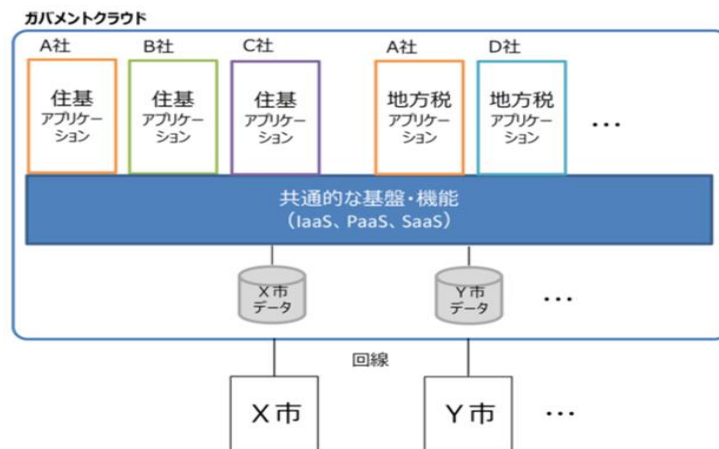 ガバメントクラウド
A社
B社
C社
A社
D社
住基
アプリケー
ション
住基
アプリケー
ション
住基
アプリケー
ション
地方税
アプリケー
ション
地方税
アプリケー
ション
…
共通的な基盤・機能
（IaaS、PaaS、SaaS）
X市
データ
Y市
データ
…
回線
X市
Y市
…